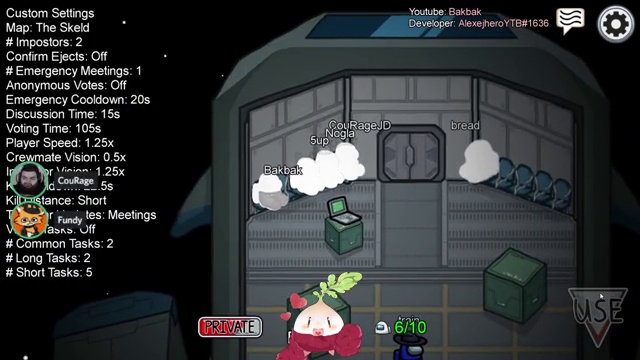 Custom Settings
Map: The Skeld
# Impostors: 2
Confirm Ejects: Off
# Emergency Meetings: 1
Anonymous Votes: Off
Emergency Cooldown: 20s
Discussion Time: 15s
Voting Time: 105s
Player Speed: 1.25x
Crewmate Vision: 0.5x
Vision: 1.25x
CouRage
Kill Distance: Short
Fundy
Meetings
Off
# Common Tasks: 2
# Long Tasks: 2
# Short Tasks: 5
Youtube: Bakbak
Developer: AlexejheroYTB#1636
CouRageJD
Nogla
5up
Bakbak
bread
PRIVATE
6/10
USE